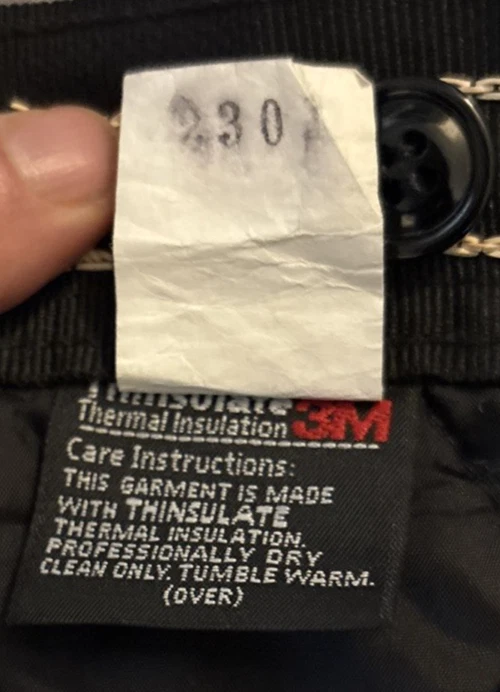 230
Thinsulate
Thermal Insulation 3M
Care Instructions:
THIS GARMENT IS MADE
WITH THINSULATE
THERMAL INSULATION.
PROFESSIONALLY DRY
CLEAN ONLY. TUMBLE WARM.
(OVER)